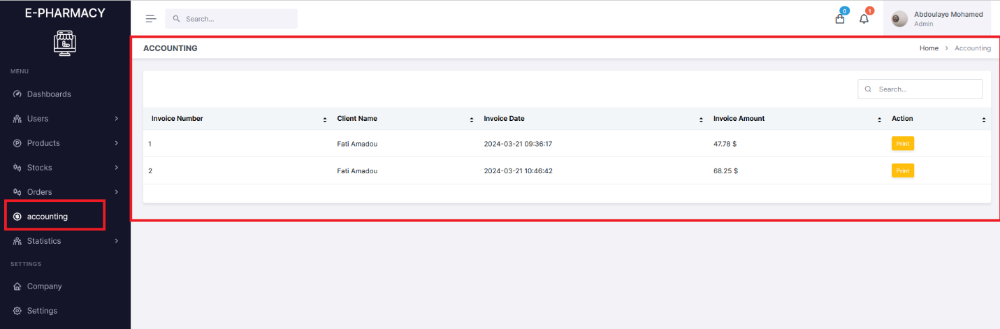 E-PHARMACY
Search...
0
1
Abdoulaye Mohamed
Admin
ACCOUNTING
Home > Accounting
MENU
Dashboards
Users
Products
Stocks
Orders
accounting
Statistics
SETTINGS
Company
Settings
Search...
Invoice Number Client Name Invoice Date Invoice Amount Action
1 Fati Amadou 2024-03-21 09:36:17 47.78 $ Print
2 Fati Amadou 2024-03-21 10:46:42 68.25 $ Print